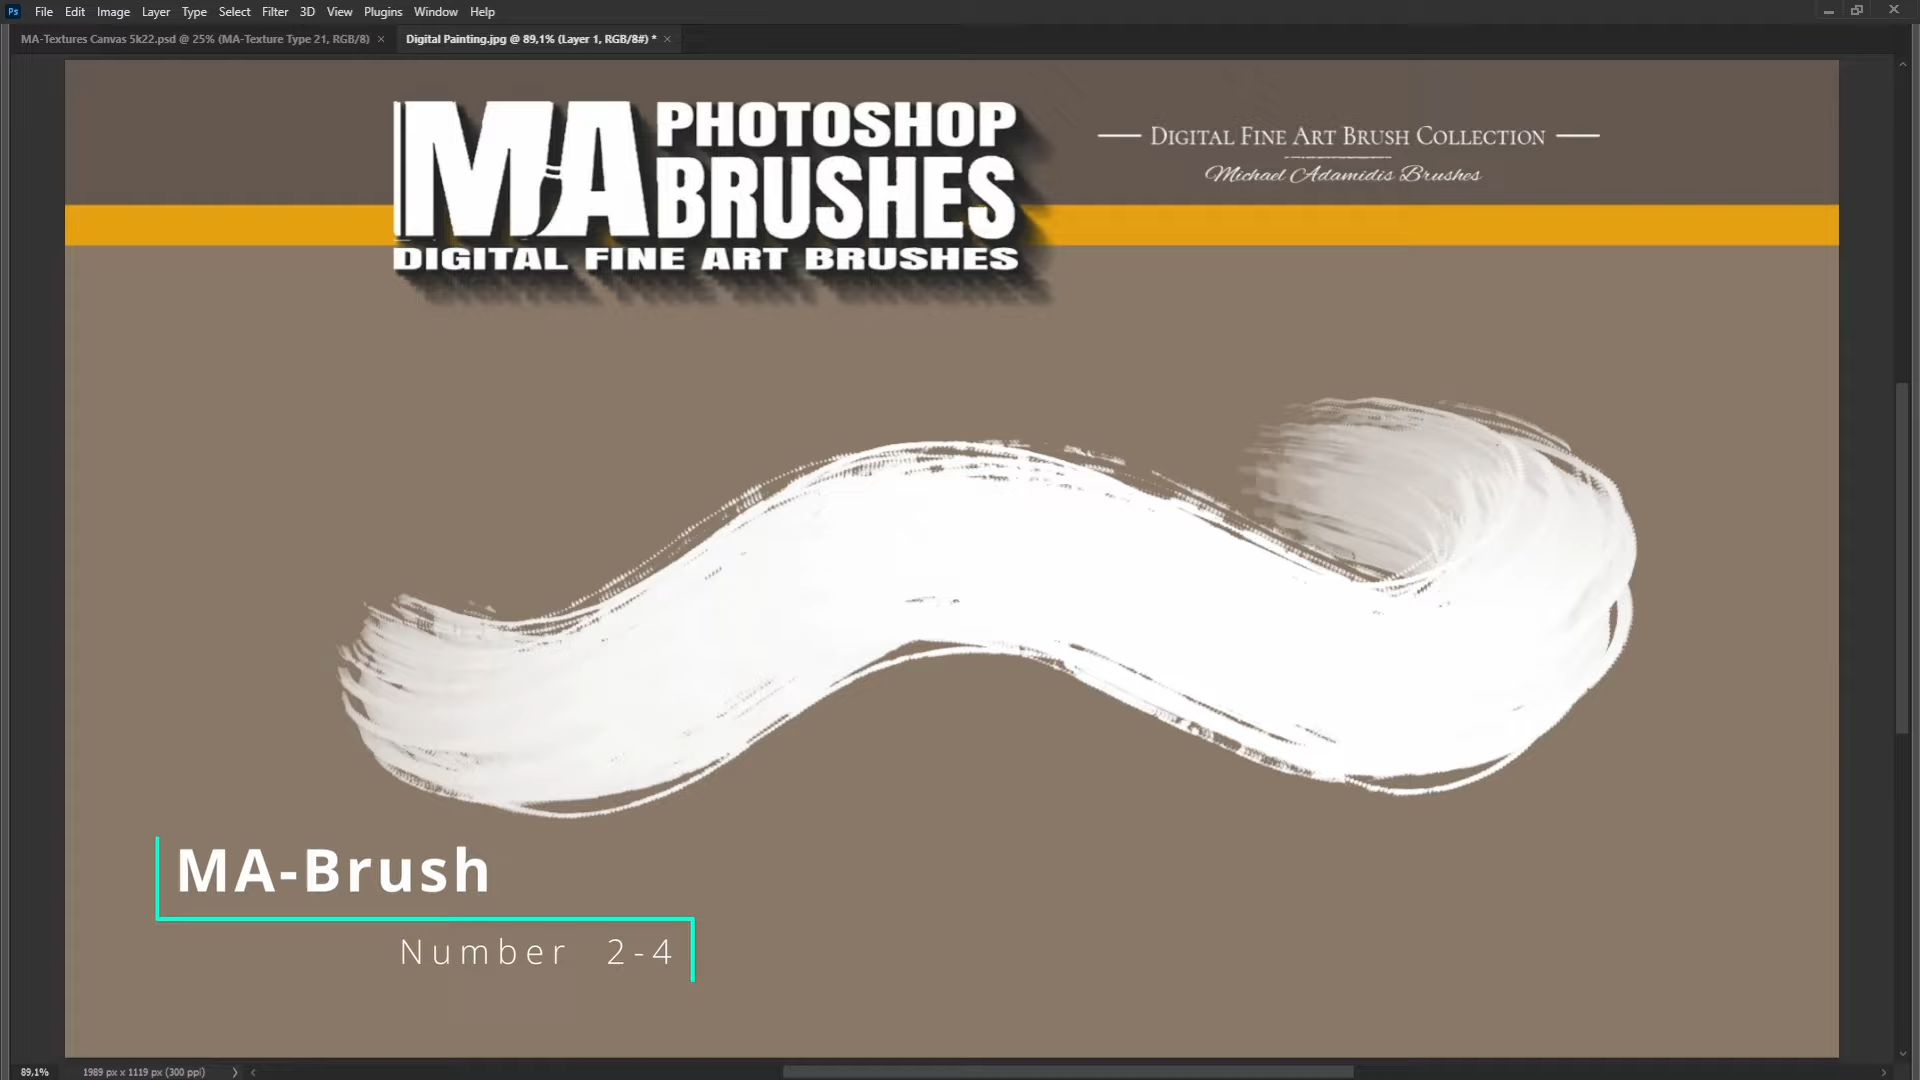 Ps File Edit Image Layer Type Select Filter 3D View Plugins Window Help
MA-Textures Canvas 5k22.psd @ 25% (MA-Texture Type 21, RGB/8) × Digital Painting.jpg @ 89,1% (Layer 1, RGB/8#) * ×
MA PHOTOSHOP
BRUSHES
DIGITAL FINE ART BRUSHES
Digital Fine Art Brush Collection
Michael Adamidis Brushes
MA-Brush
Number 2-4
89,1% 1989 px x 1119 px (300 ppi)